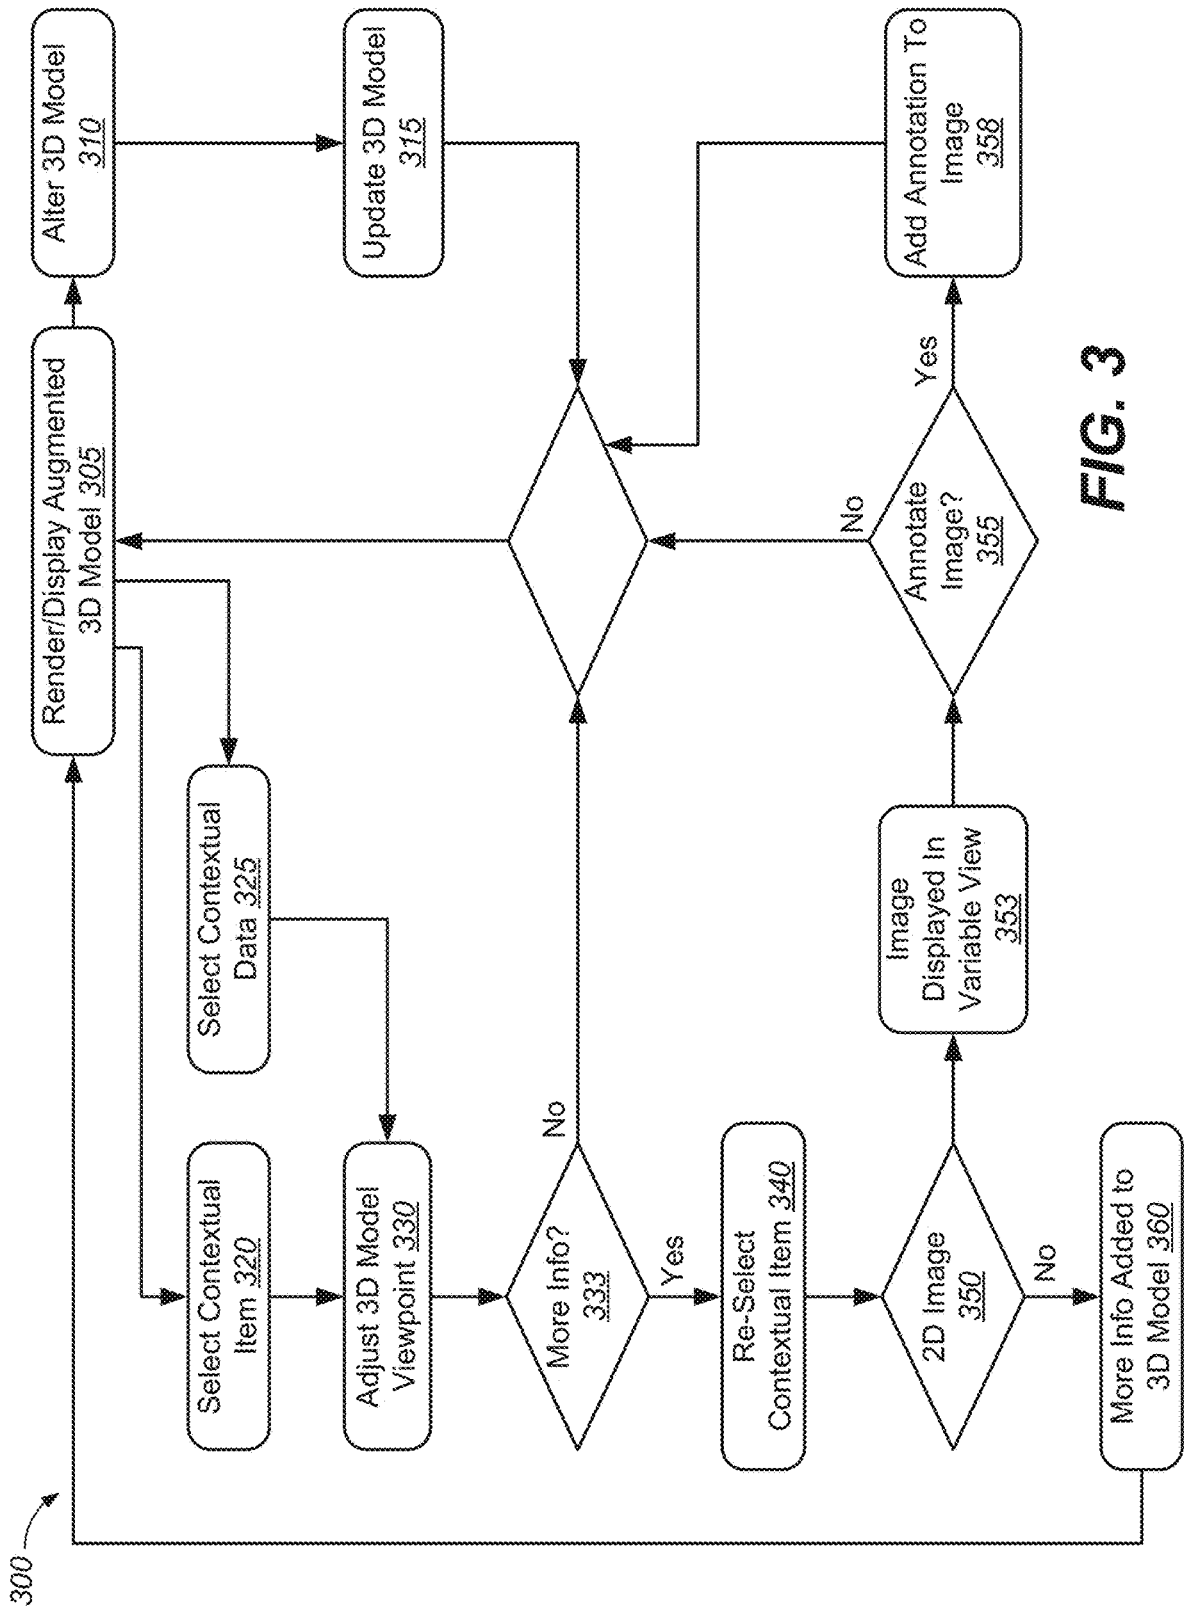 300
Render/Display Augmented
3D Model 305
Alter 3D Model
310
Select Contextual
Item 320
Select Contextual
Data 325
Adjust 3D Model
Viewpoint 330
Update 3D Model
315
More Info?
333
No
Yes
Re-Select
Contextual Item 340
2D Image
350
No
Image
Displayed In
Variable View
353
Annotate
Image?
355
No
Yes
Add Annotation To
Image
358
More Info Added to
3D Model 360
FIG. 3